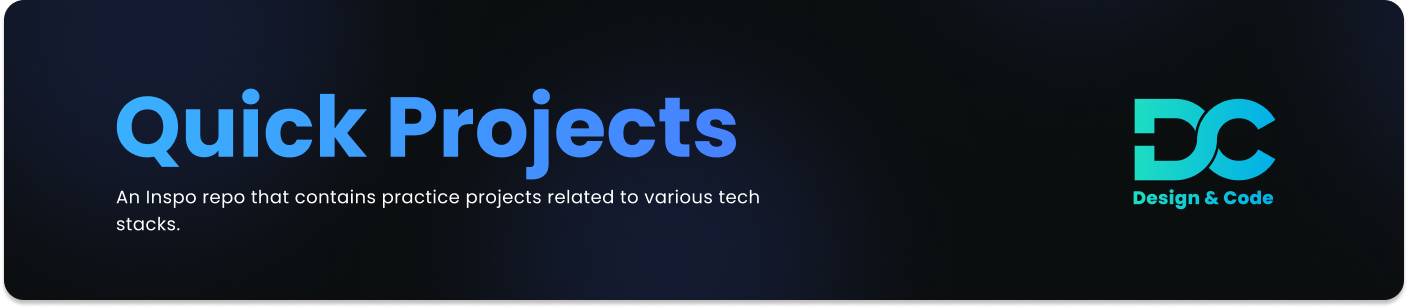 Quick Projects
An Inspo repo that contains practice projects related to various tech
stacks.
DC
Design & Code